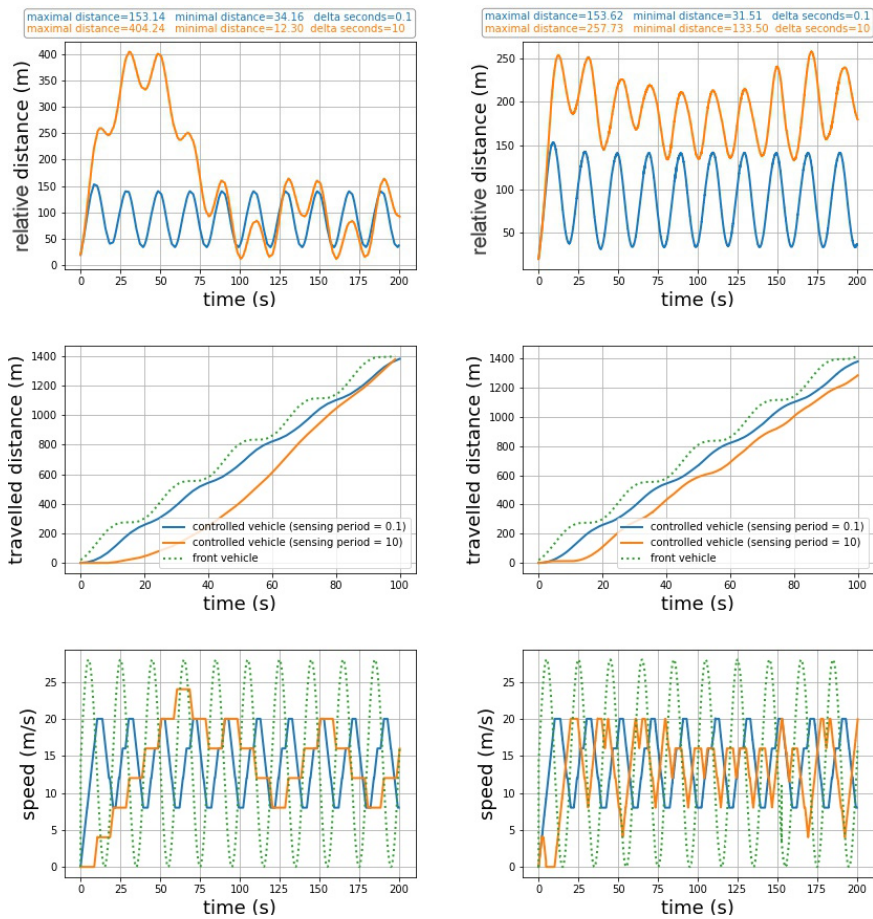 maximal distance=153.14 minimal distance=34.16 delta seconds=0.1
maximal distance=404.24 minimal distance=12.30 delta seconds=10
relative distance (m)
400
350
300
250
200
150
100
50
0
0 25 50 75 100 125 150 175 200
time (s)
maximal distance=153.62 minimal distance=31.51 delta seconds=0.1
maximal distance=257.73 minimal distance=133.50 delta seconds=10
relative distance (m)
250
200
150
100
50
0 25 50 75 100 125 150 175 200
time (s)
travelled distance (m)
1400
1200
1000
800
600
400
200
0
controlled vehicle (sensing period = 0.1)
controlled vehicle (sensing period = 10)
front vehicle
0 20 40 60 80 100
time (s)
travelled distance (m)
1400
1200
1000
800
600
400
200
0
controlled vehicle (sensing period = 0.1)
controlled vehicle (sensing period = 10)
front vehicle
0 20 40 60 80 100
time (s)
speed (m/s)
25
20
15
10
5
0
0 25 50 75 100 125 150 175 200
time (s)
speed (m/s)
25
20
15
10
5
0
0 25 50 75 100 125 150 175 200
time (s)